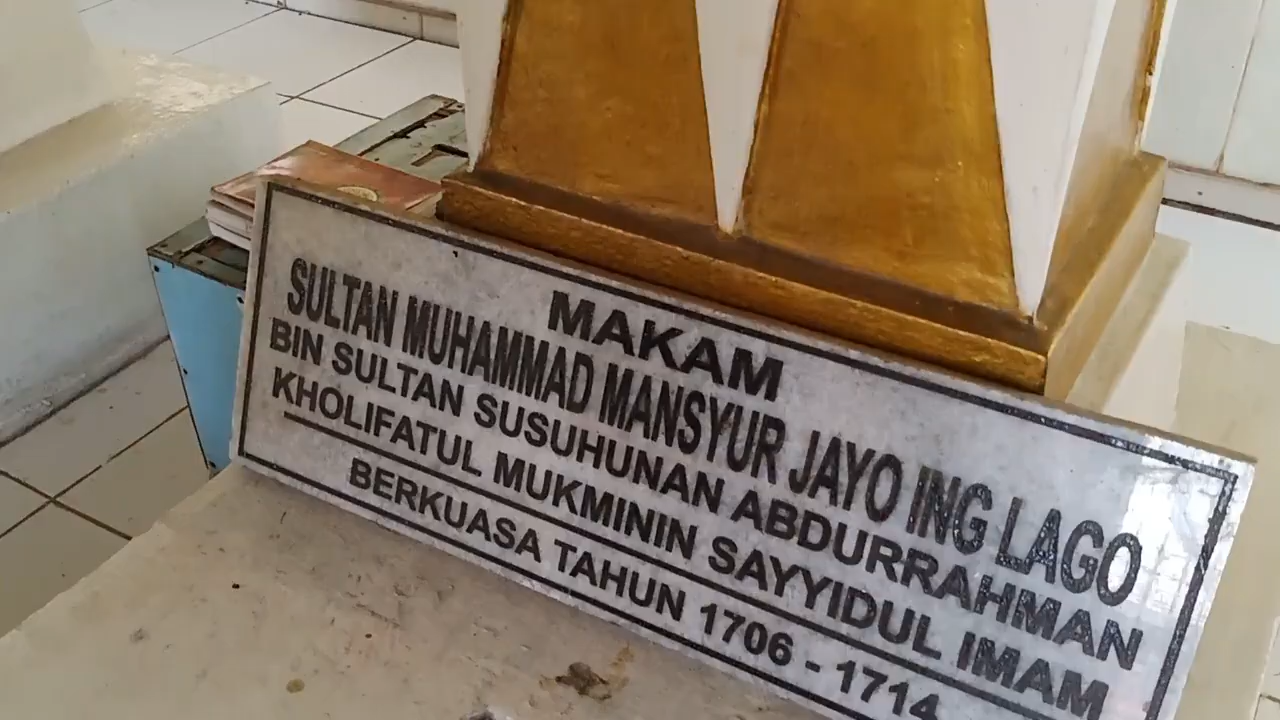 MAKAM
SULTAN MUHAMMAD MANSYUR JAYO ING LAGO
BIN SULTAN SUSUHUNAN ABDURRAHMAN
KHOLIFATUL MUKMININ SAYYIDUL IMAM
BERKUASA TAHUN 1706 - 1714